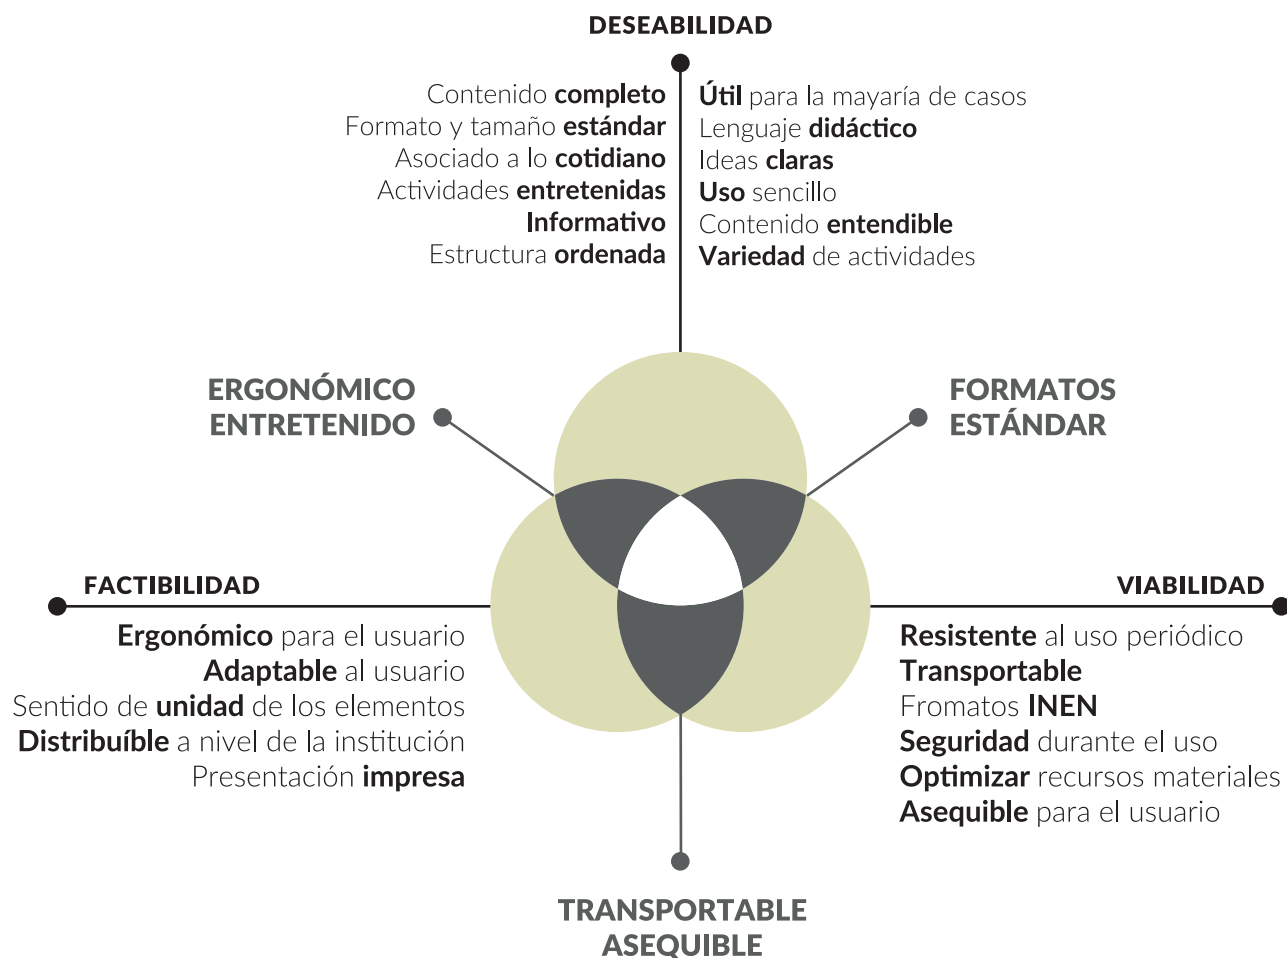 DESEABILIDAD
Contenido completo
Formato y tamaño estándar
Asociado a lo cotidiano
Actividades entretenidas
Informativo
Estructura ordenada
Útil para la mayaría de casos
Lenguaje didáctico
Ideas claras
Uso sencillo
Contenido entendible
Variedad de actividades
ERGONÓMICO
ENTRETENIDO
FORMATOS
ESTÁNDAR
FACTIBILIDAD
Ergonómico para el usuario
Adaptable al usuario
Sentido de unidad de los elementos
Distribuíble a nivel de la institución
Presentación impresa
VIABILIDAD
Resistente al uso periódico
Transportable
Fromatos INEN
Seguridad durante el uso
Optimizar recursos materiales
Asequible para el usuario
TRANSPORTABLE
ASEQUIBLE